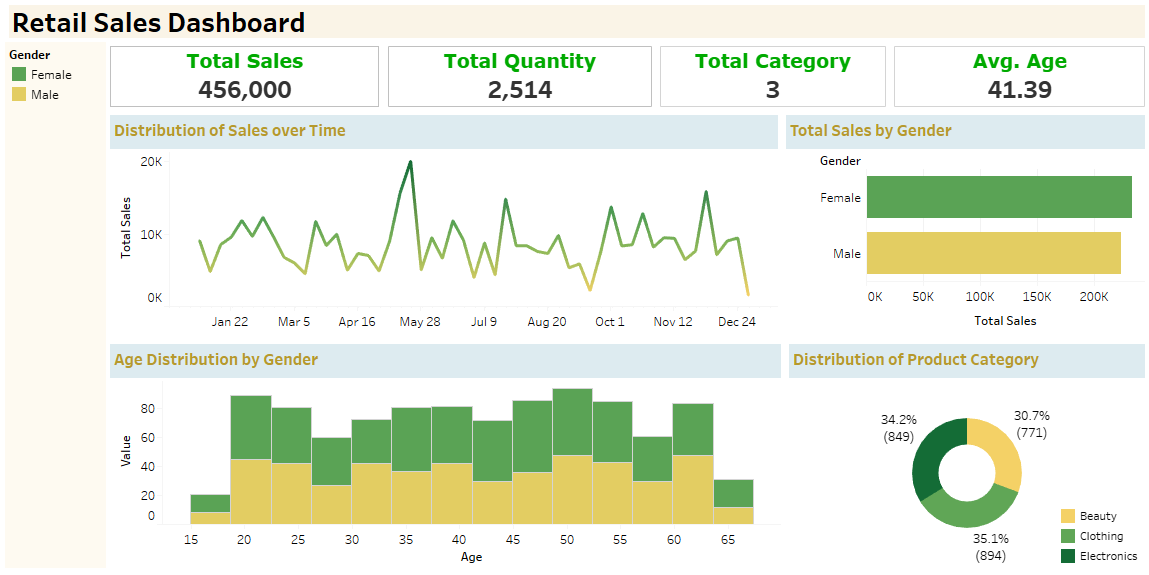 Retail Sales Dashboard
Gender
Female
Male
Total Sales
456,000
Total Quantity
2,514
Total Category
3
Avg. Age
41.39
Distribution of Sales over Time
Total Sales
20K
10K
0K
Jan 22 Mar 5 Apr 16 May 28 Jul 9 Aug 20 Oct 1 Nov 12 Dec 24
Total Sales by Gender
Gender
Female
Male
0K 50K 100K 150K 200K
Total Sales
Age Distribution by Gender
Value
80
60
40
20
0
15 20 25 30 35 40 45 50 55 60 65
Age
Distribution of Product Category
34.2%
(849)
30.7%
(771)
35.1%
(894)
Beauty
Clothing
Electronics